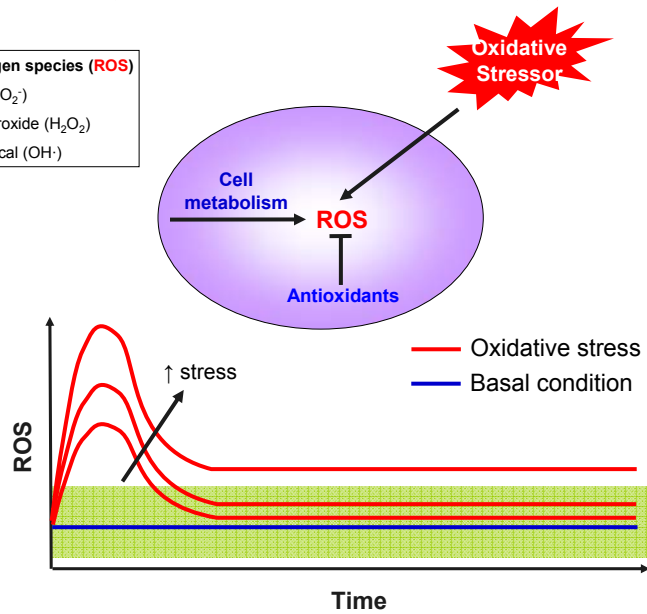 gen species (ROS)
O₂⁻)
roxide (H₂O₂)
cal (OH·)
Oxidative
Stressor
Cell
metabolism
ROS
Antioxidants
Oxidative stress
Basal condition
↑ stress
ROS
Time